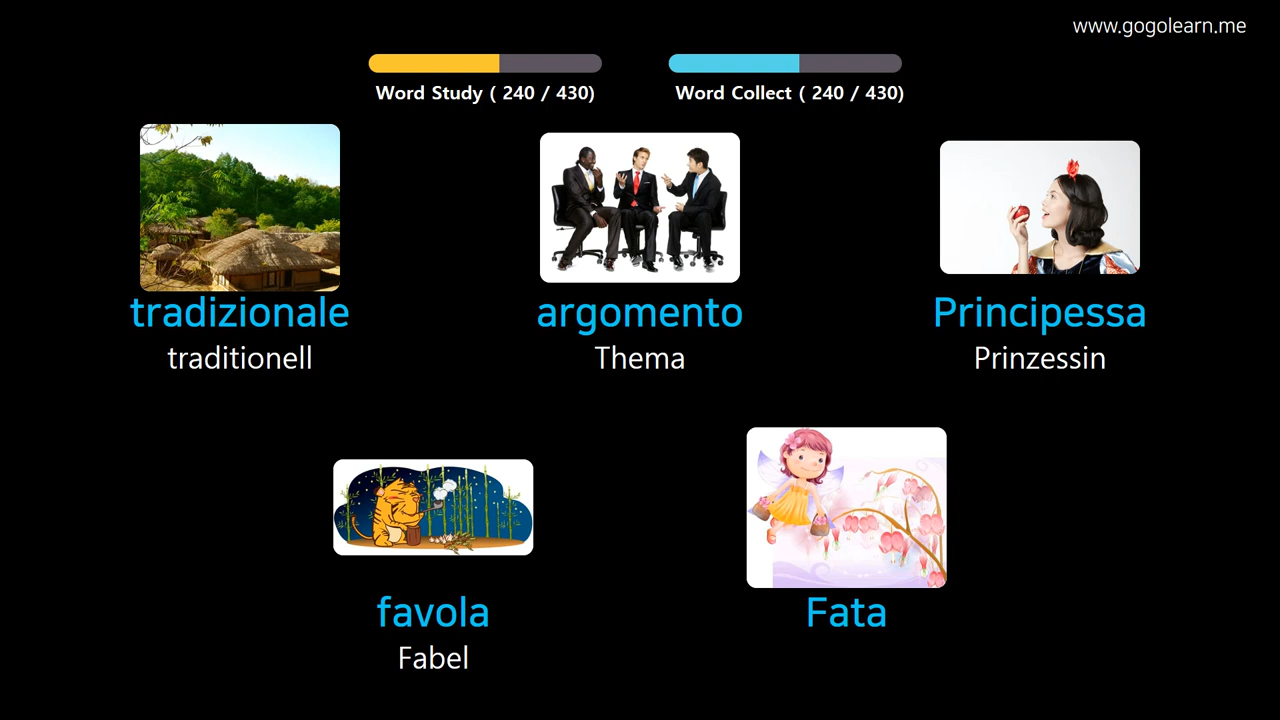 www.gogolearn.me
Word Study ( 240 / 430)
Word Collect ( 240 / 430)
tradizionale
traditionell
argomento
Thema
Principessa
Prinzessin
favola
Fabel
Fata